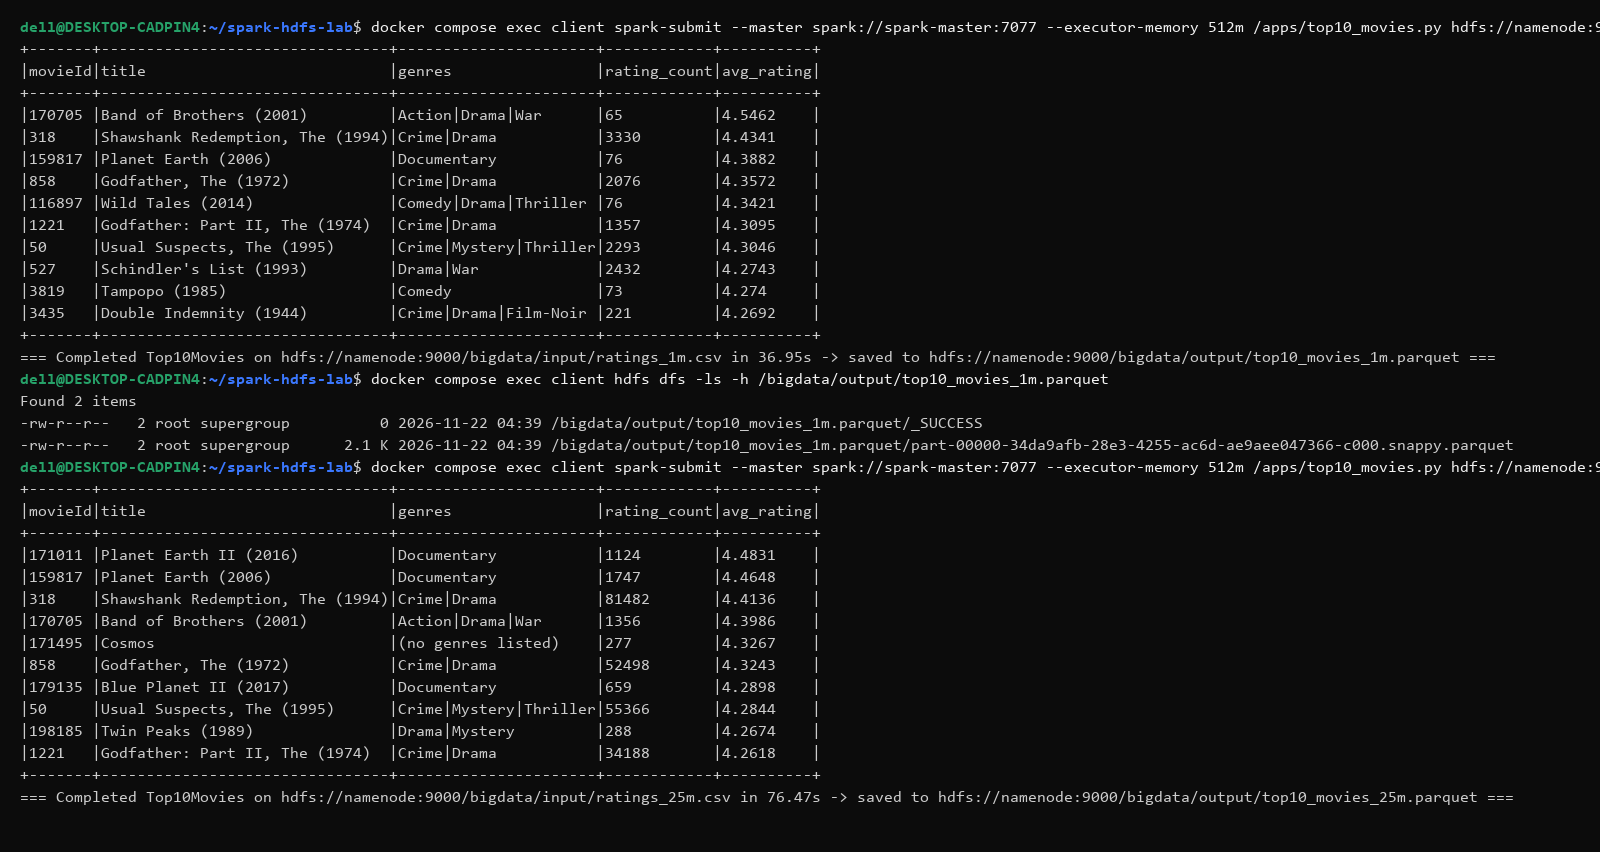 dell@DESKTOP-CADPIN4:~/spark-hdfs-lab$ docker compose exec client spark-submit --master spark://spark-master:7077 --executor-memory 512m /apps/top10_movies.py hdfs://namenode:9
+-------+--------------------------------+----------------------+------------+----------+
|movieId|title                           |genres                |rating_count|avg_rating|
+-------+--------------------------------+----------------------+------------+----------+
|170705 |Band of Brothers (2001)         |Action|Drama|War      |65          |4.5462    |
|318    |Shawshank Redemption, The (1994)|Crime|Drama           |3330        |4.4341    |
|159817 |Planet Earth (2006)             |Documentary           |76          |4.3882    |
|858    |Godfather, The (1972)           |Crime|Drama           |2076        |4.3572    |
|116897 |Wild Tales (2014)               |Comedy|Drama|Thriller |76          |4.3421    |
|1221   |Godfather: Part II, The (1974)  |Crime|Drama           |1357        |4.3095    |
|50     |Usual Suspects, The (1995)      |Crime|Mystery|Thriller|2293        |4.3046    |
|527    |Schindler's List (1993)         |Drama|War             |2432        |4.2743    |
|3819   |Tampopo (1985)                  |Comedy                |73          |4.274     |
|3435   |Double Indemnity (1944)         |Crime|Drama|Film-Noir |221         |4.2692    |
+-------+--------------------------------+----------------------+------------+----------+
=== Completed Top10Movies on hdfs://namenode:9000/bigdata/input/ratings_1m.csv in 36.95s -> saved to hdfs://namenode:9000/bigdata/output/top10_movies_1m.parquet ===
dell@DESKTOP-CADPIN4:~/spark-hdfs-lab$ docker compose exec client hdfs dfs -ls -h /bigdata/output/top10_movies_1m.parquet
Found 2 items
-rw-r--r--   2 root supergroup          0 2026-11-22 04:39 /bigdata/output/top10_movies_1m.parquet/_SUCCESS
-rw-r--r--   2 root supergroup      2.1 K 2026-11-22 04:39 /bigdata/output/top10_movies_1m.parquet/part-00000-34da9afb-28e3-4255-ac6d-ae9aee047366-c000.snappy.parquet
dell@DESKTOP-CADPIN4:~/spark-hdfs-lab$ docker compose exec client spark-submit --master spark://spark-master:7077 --executor-memory 512m /apps/top10_movies.py hdfs://namenode:9
+-------+--------------------------------+----------------------+------------+----------+
|movieId|title                           |genres                |rating_count|avg_rating|
+-------+--------------------------------+----------------------+------------+----------+
|171011 |Planet Earth II (2016)          |Documentary           |1124        |4.4831    |
|159817 |Planet Earth (2006)             |Documentary           |1747        |4.4648    |
|318    |Shawshank Redemption, The (1994)|Crime|Drama           |81482       |4.4136    |
|170705 |Band of Brothers (2001)         |Action|Drama|War      |1356        |4.3986    |
|171495 |Cosmos                          |(no genres listed)    |277         |4.3267    |
|858    |Godfather, The (1972)           |Crime|Drama           |52498       |4.3243    |
|179135 |Blue Planet II (2017)           |Documentary           |659         |4.2898    |
|50     |Usual Suspects, The (1995)      |Crime|Mystery|Thriller|55366       |4.2844    |
|198185 |Twin Peaks (1989)               |Drama|Mystery         |288         |4.2674    |
|1221   |Godfather: Part II, The (1974)  |Crime|Drama           |34188       |4.2618    |
+-------+--------------------------------+----------------------+------------+----------+
=== Completed Top10Movies on hdfs://namenode:9000/bigdata/input/ratings_25m.csv in 76.47s -> saved to hdfs://namenode:9000/bigdata/output/top10_movies_25m.parquet ===